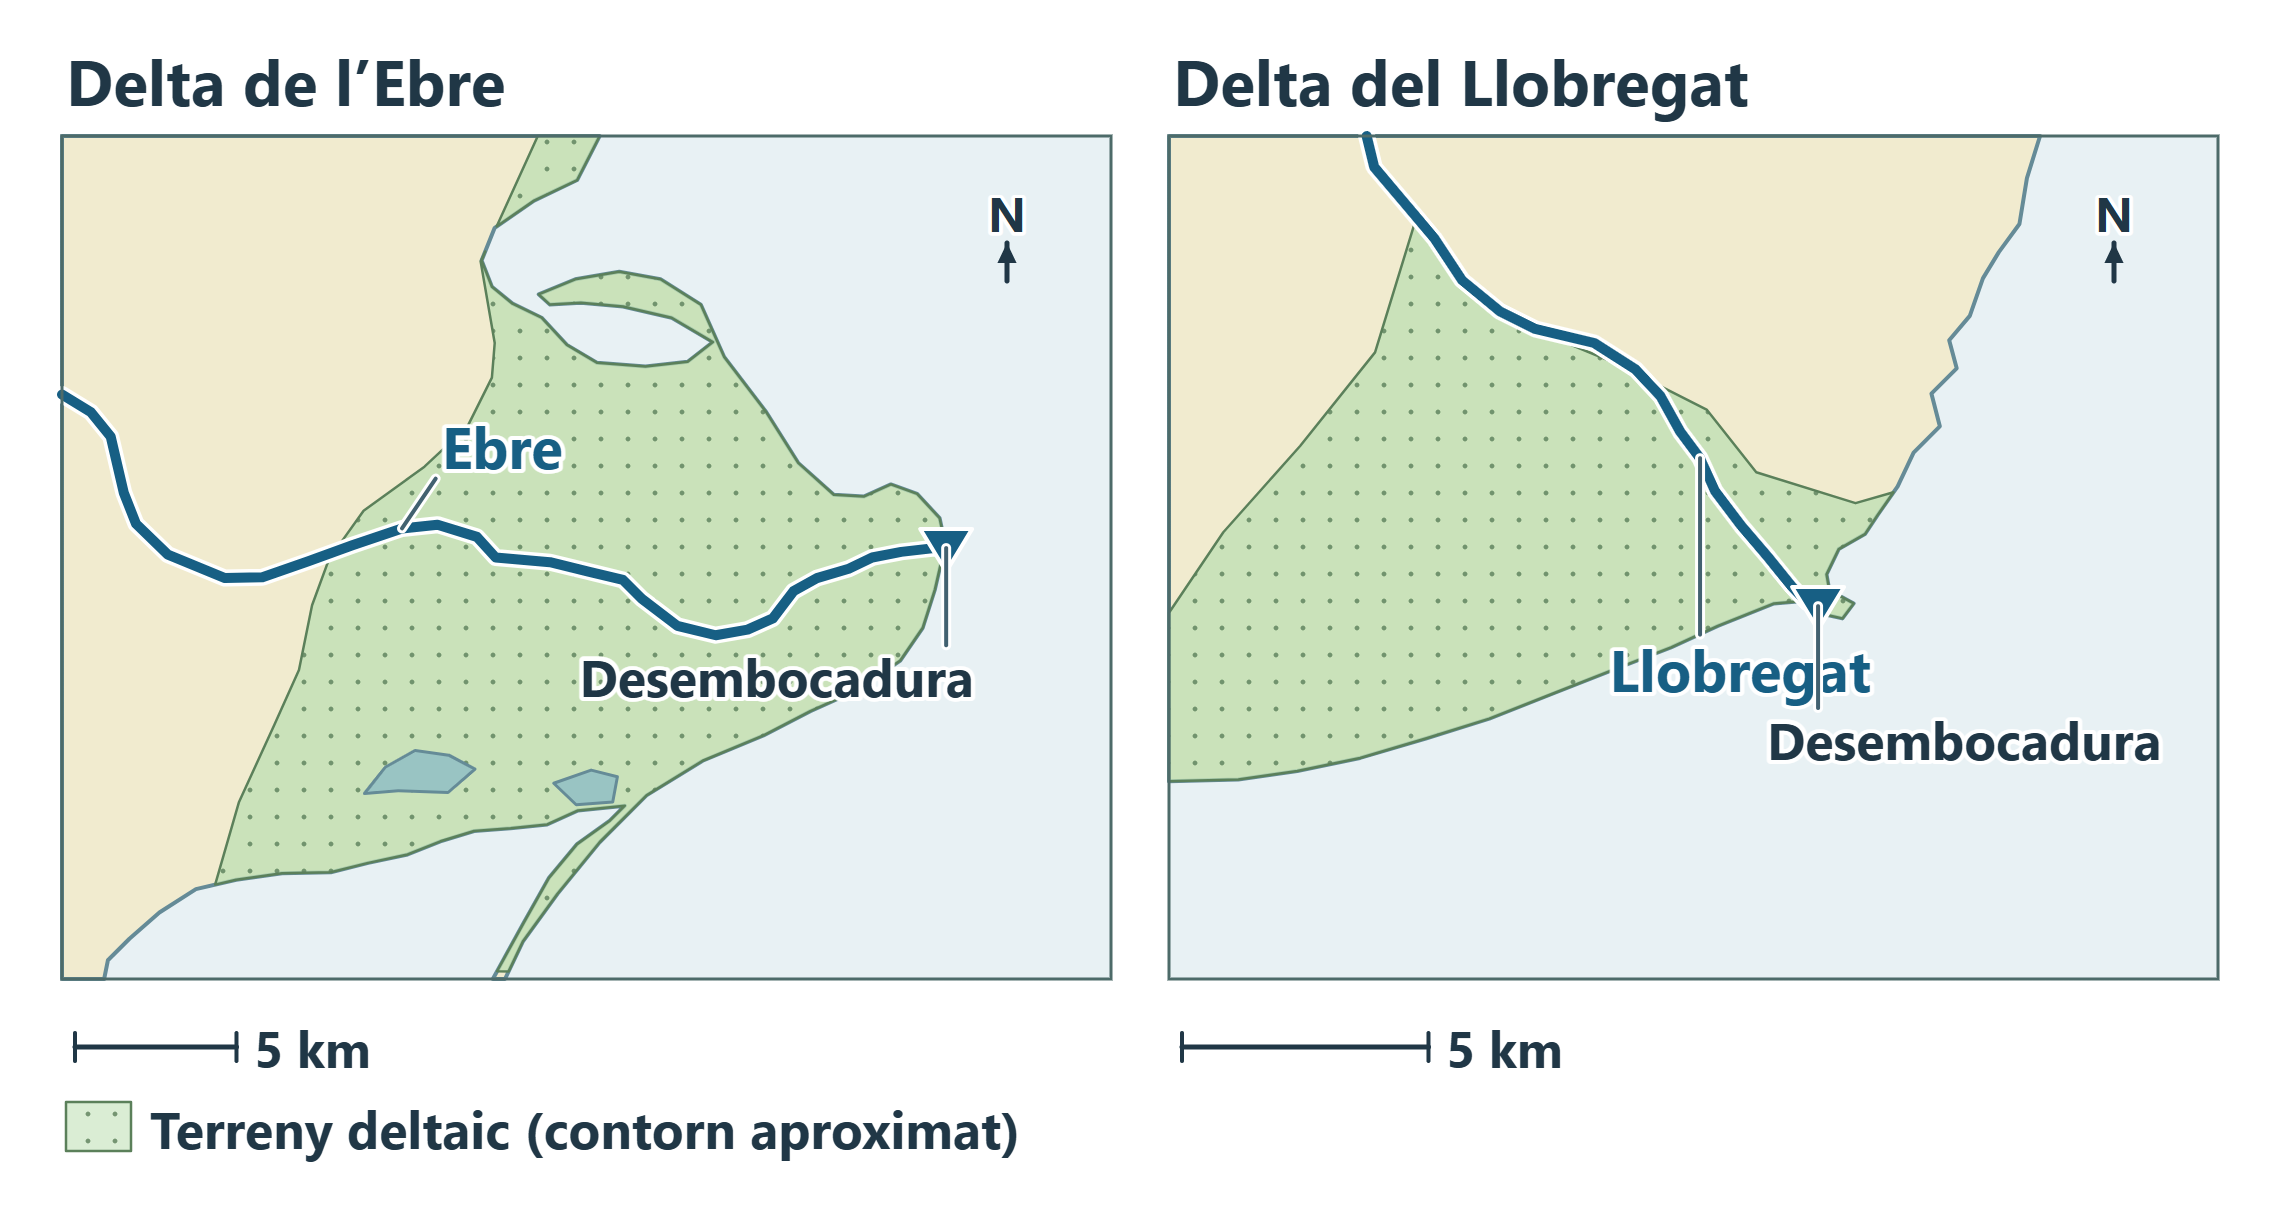 Delta de l’Ebre
N
Ebre
Desembocadura
5 km
Terreny deltaic (contorn aproximat)
Delta del Llobregat
N
Llobregat
Desembocadura
5 km